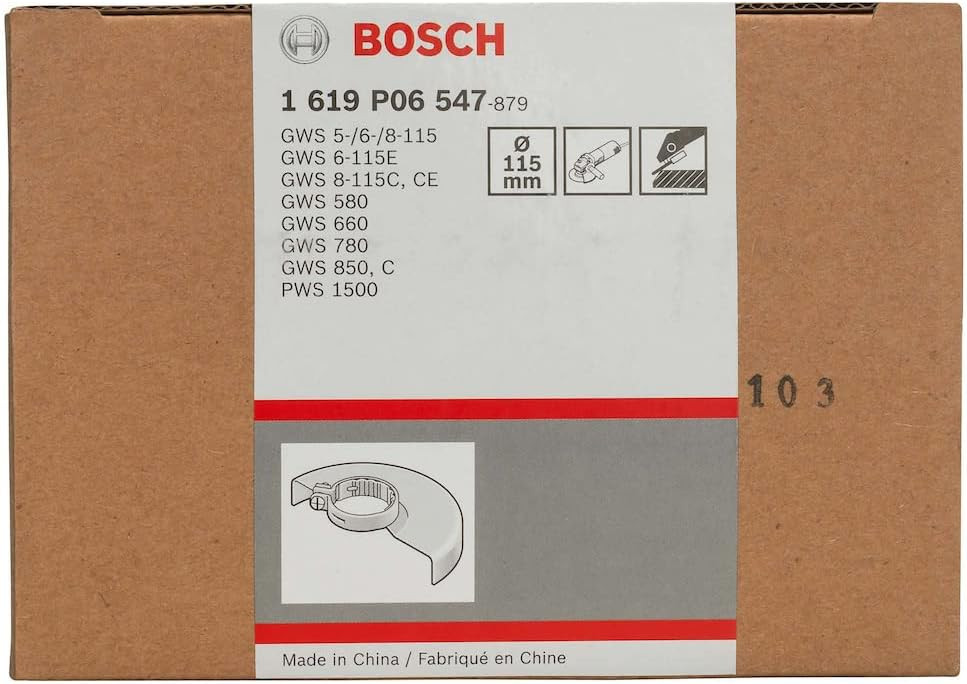 BOSCH
1 619 P06 547-879
GWS 5-/6-/8-115
GWS 6-115E
GWS 8-115C, CE
GWS 580
GWS 660
GWS 780
GWS 850, C
PWS 1500
Ø
115
mm
103
Made in China / Fabriqué en Chine